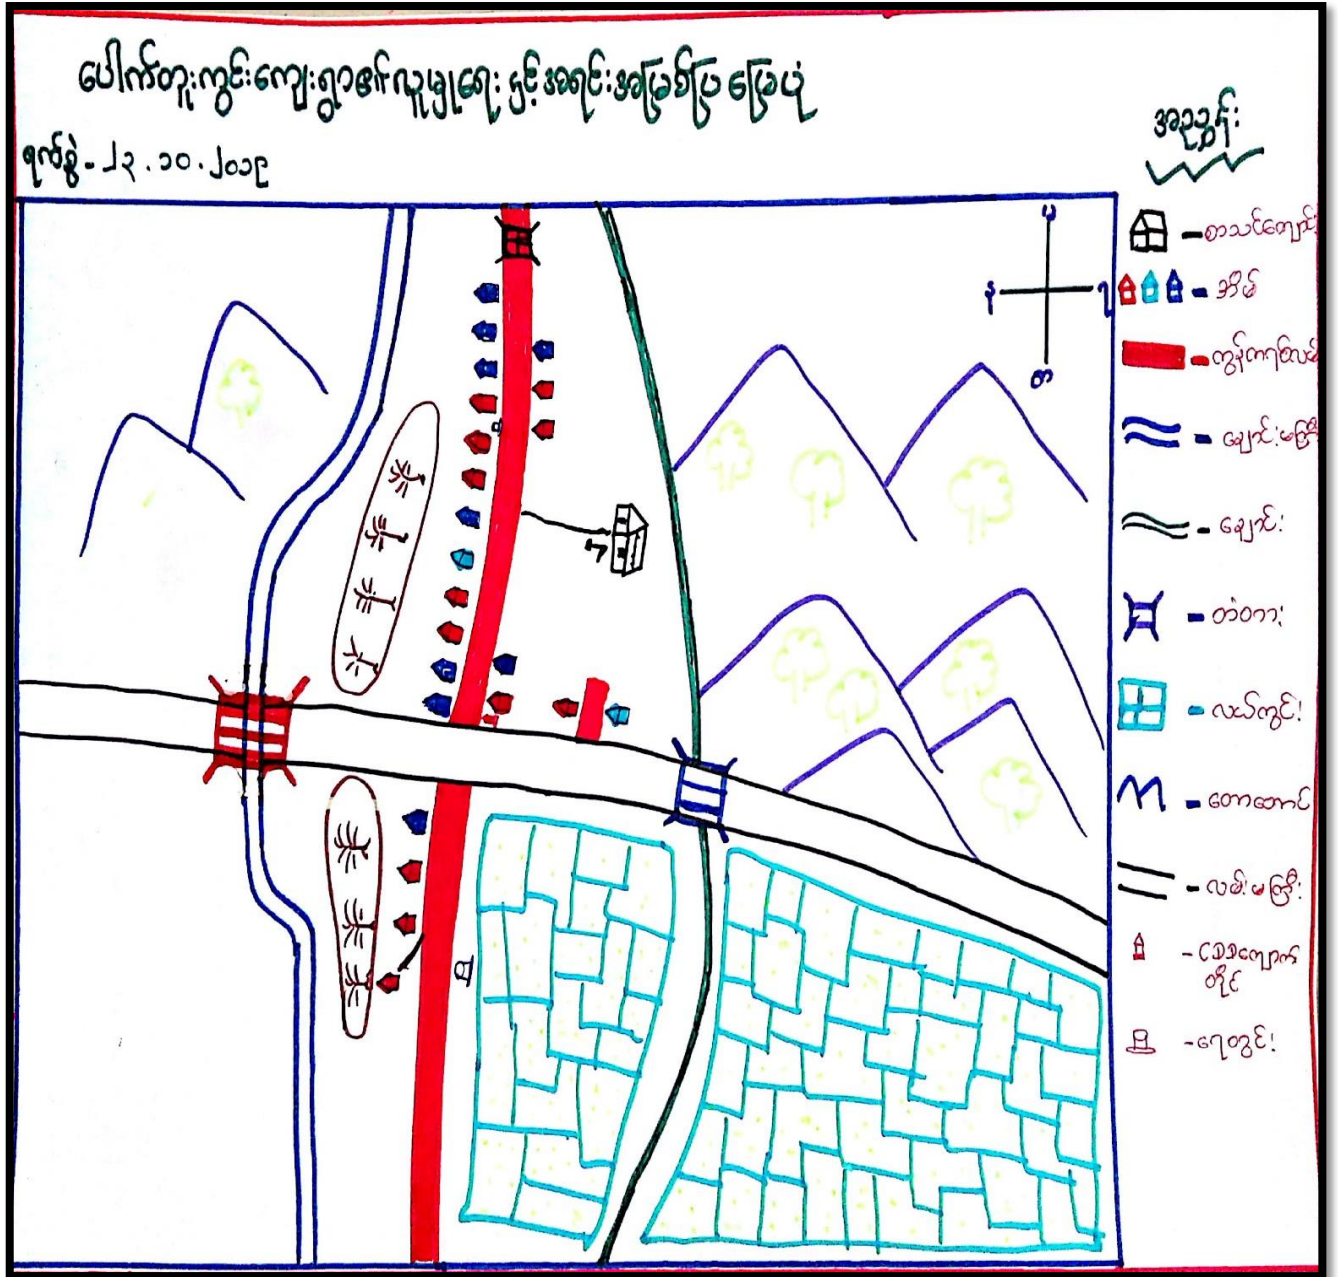 ပေါက်တူးကွင်းကျေးရွာ၏လူမှုရေးနှင့်အရင်းအမြစ်ပြမြေပုံ
ရက်စွဲ - ၂၃.၁၀.၂၀၁၉
အညွှန်း
မ
န
တ
စာသင်ကျောင်း
အိမ်
ကွန်ကရစ်လမ်း
ချောင်းမကြီး
ချောင်း
တံတား
လယ်ကွင်း
တောတောင်
လမ်းမကြီး
ရေတွင်း